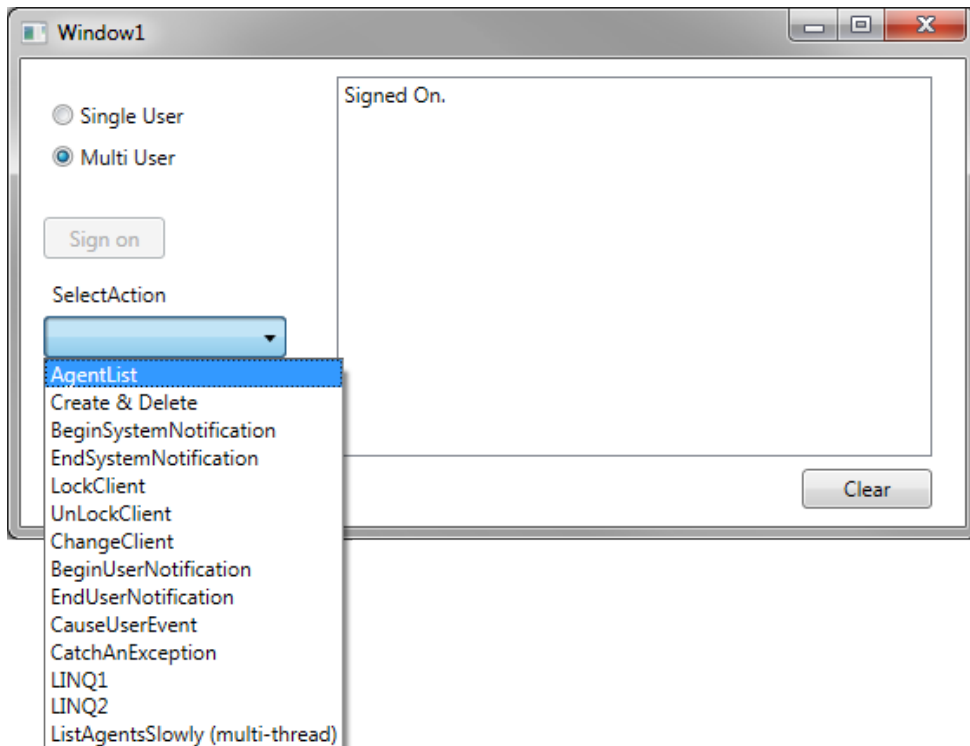 Window1
Single User
Multi User
Signed On.
Sign on
SelectAction
AgentList
Create & Delete
BeginSystemNotification
EndSystemNotification
LockClient
UnLockClient
ChangeClient
BeginUserNotification
EndUserNotification
CauseUserEvent
CatchAnException
LINQ1
LINQ2
ListAgentsSlowly (multi-thread)
Clear